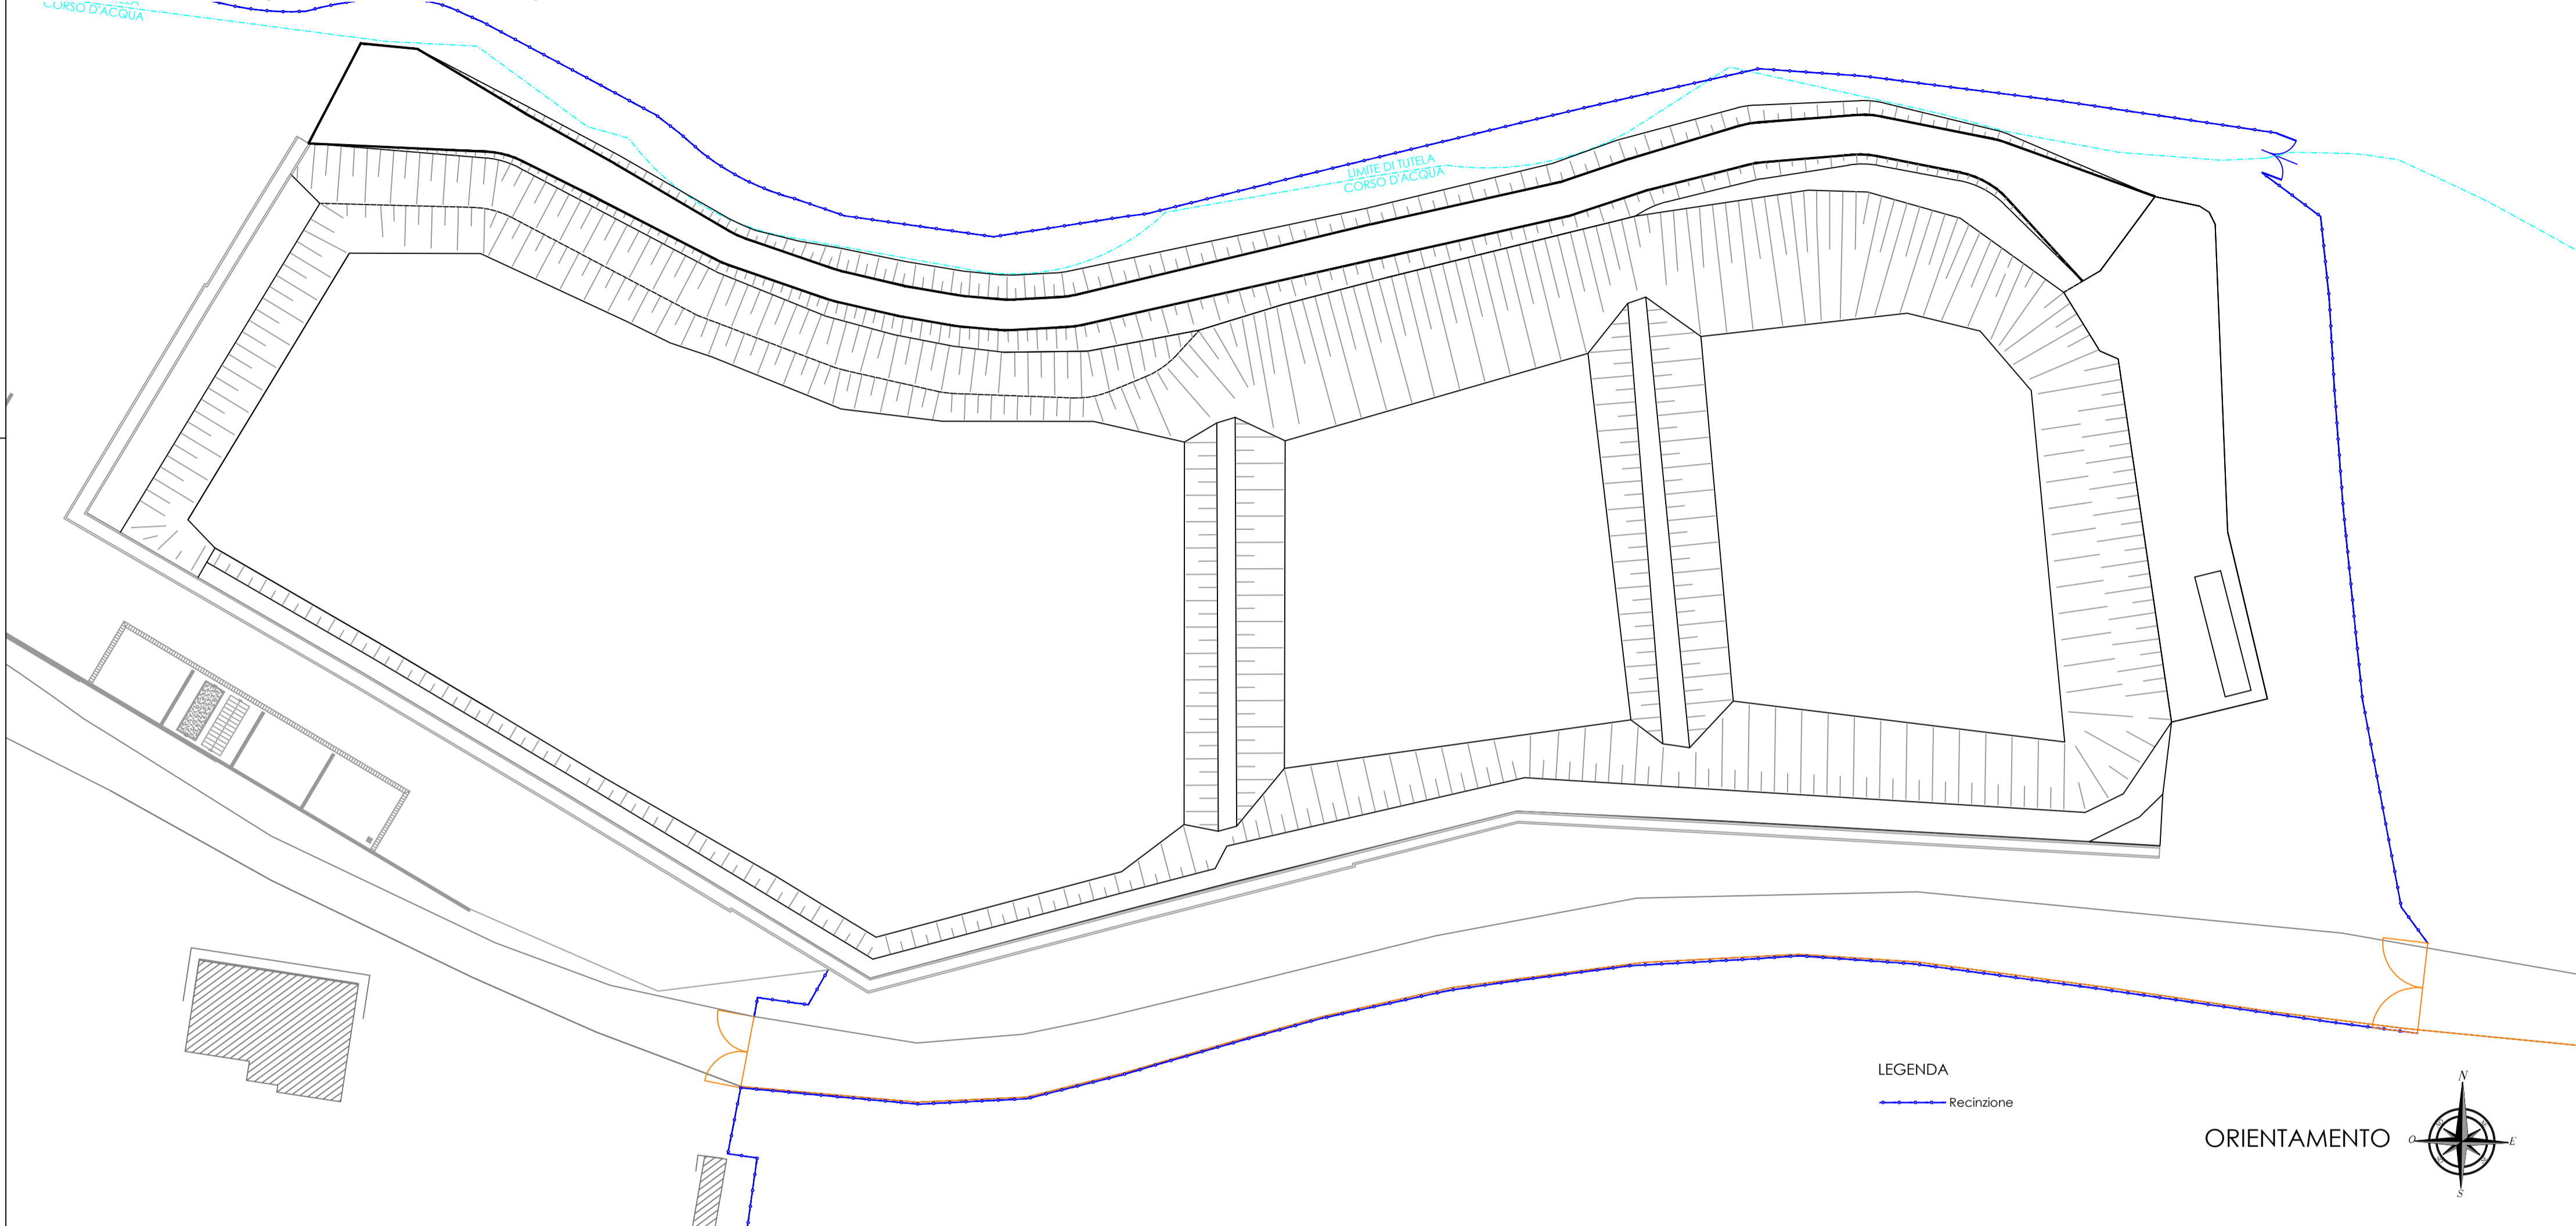 CORSO D'ACQUA
LIMITE DI TUTELA
CORSO D'ACQUA
LEGENDA
Recinzione
ORIENTAMENTO
N
O
E
S